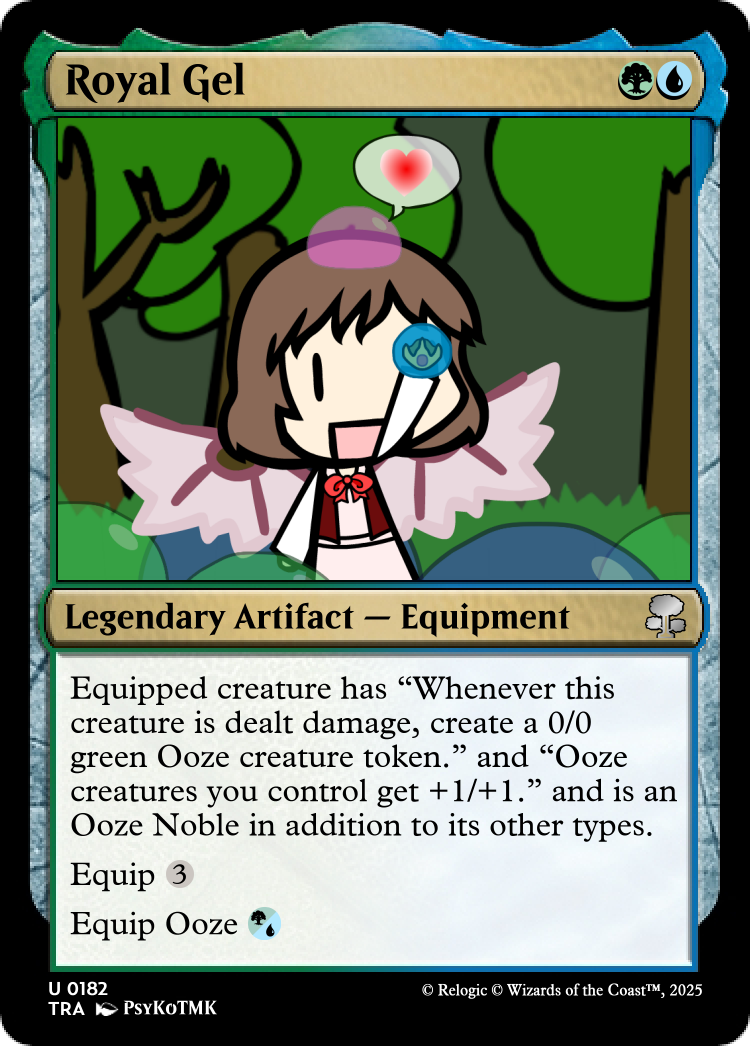 Royal Gel
Legendary Artifact — Equipment
Equipped creature has “Whenever this
creature is dealt damage, create a 0/0
green Ooze creature token.” and “Ooze
creatures you control get +1/+1.” and is an
Ooze Noble in addition to its other types.
Equip 3
Equip Ooze
U 0182
TRA PsyKoTMK
© Relogic © Wizards of the Coast™, 2025